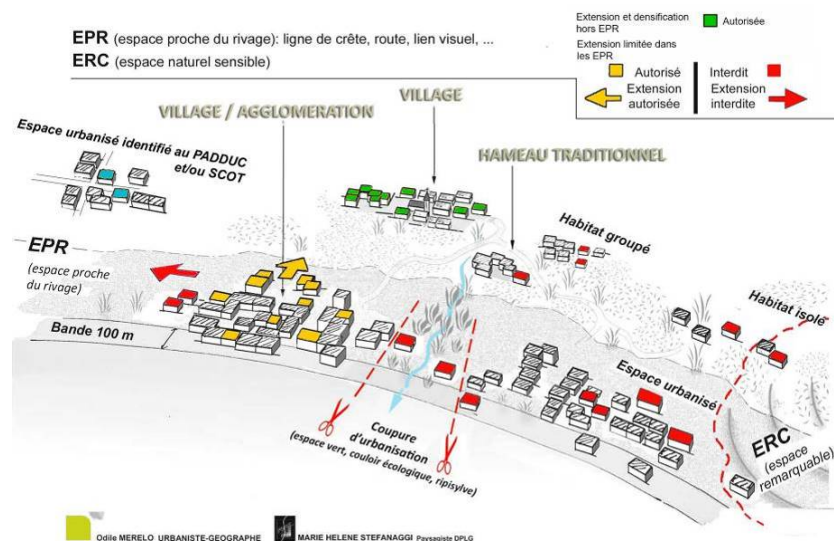 EPR (espace proche du rivage): ligne de crête, route, lien visuel, ...
ERC (espace naturel sensible)
Extension et densification
hors EPR
Autorisée
Extension limitée dans
les EPR
Autorisé
Interdit
Extension
autorisée
Extension
interdite
VILLAGE
VILLAGE / AGGLOMERATION
Espace urbanisé identifié au PADDUC
et/ou SCOT
HAMEAU TRADITIONNEL
Habitat groupé
EPR
(espace proche
du rivage)
Habitat isolé
Bande 100 m
Espace urbanisé
Coupure
d'urbanisation
(espace vert, couloir écologique, ripisylve)
ERC
(espace
remarquable)
Odile MERELO URBANISTE-GEOGRAPHE
MARIE HELENE STEFANAGGI Paysagiste DPLG